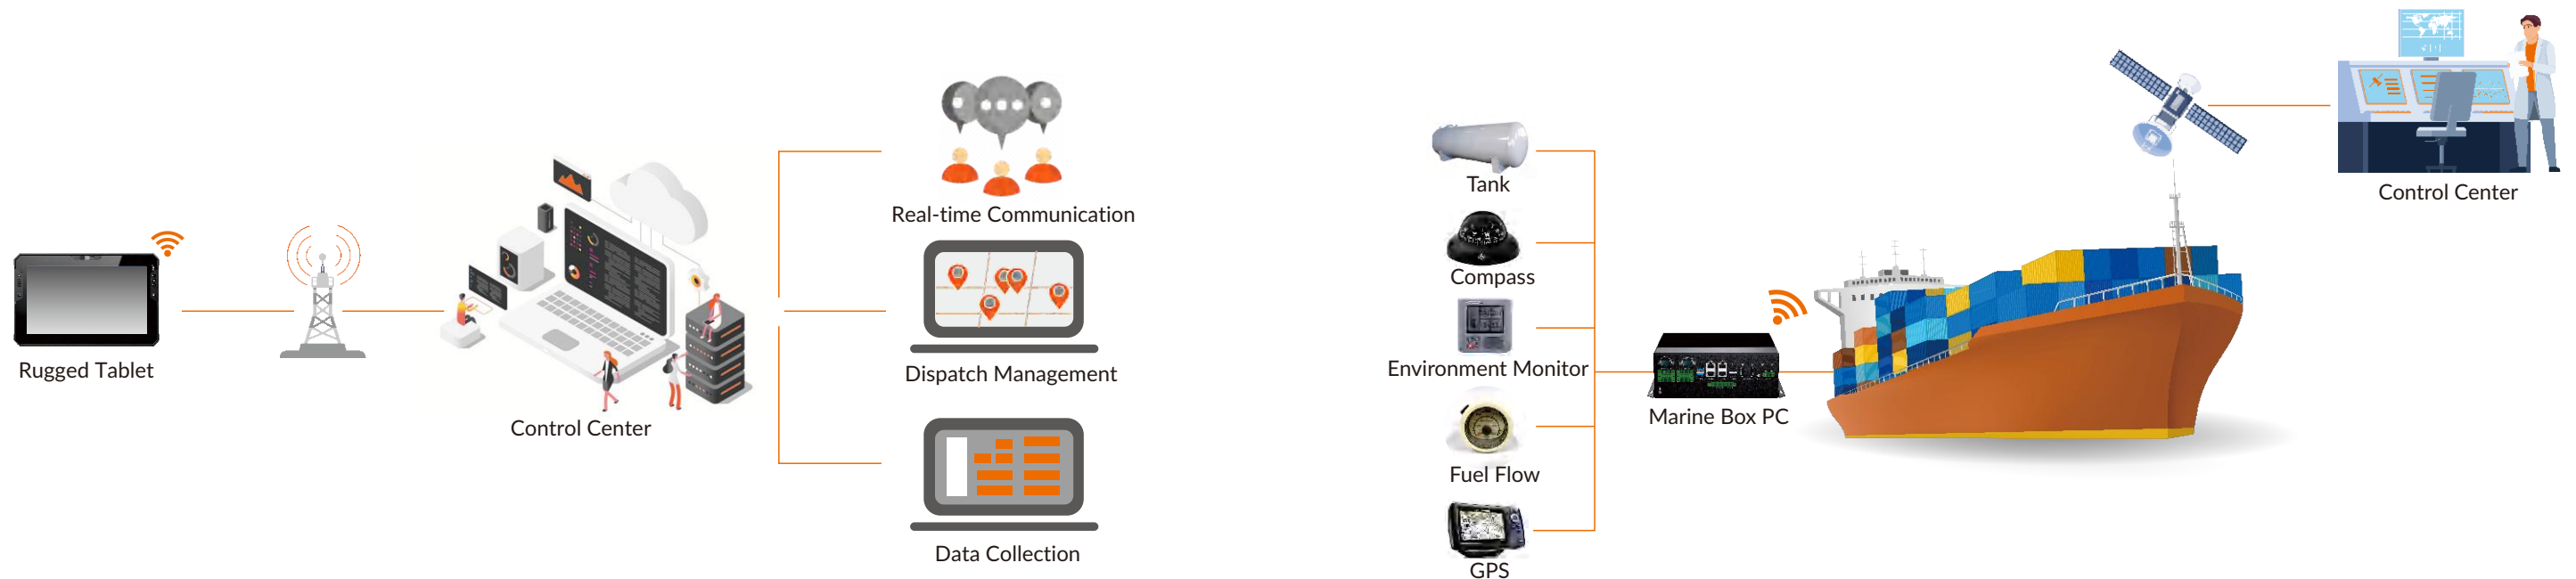 Rugged Tablet
Control Center
Real-time Communication
Dispatch Management
Data Collection
Tank
Compass
Environment Monitor
Fuel Flow
GPS
Marine Box PC
Control Center